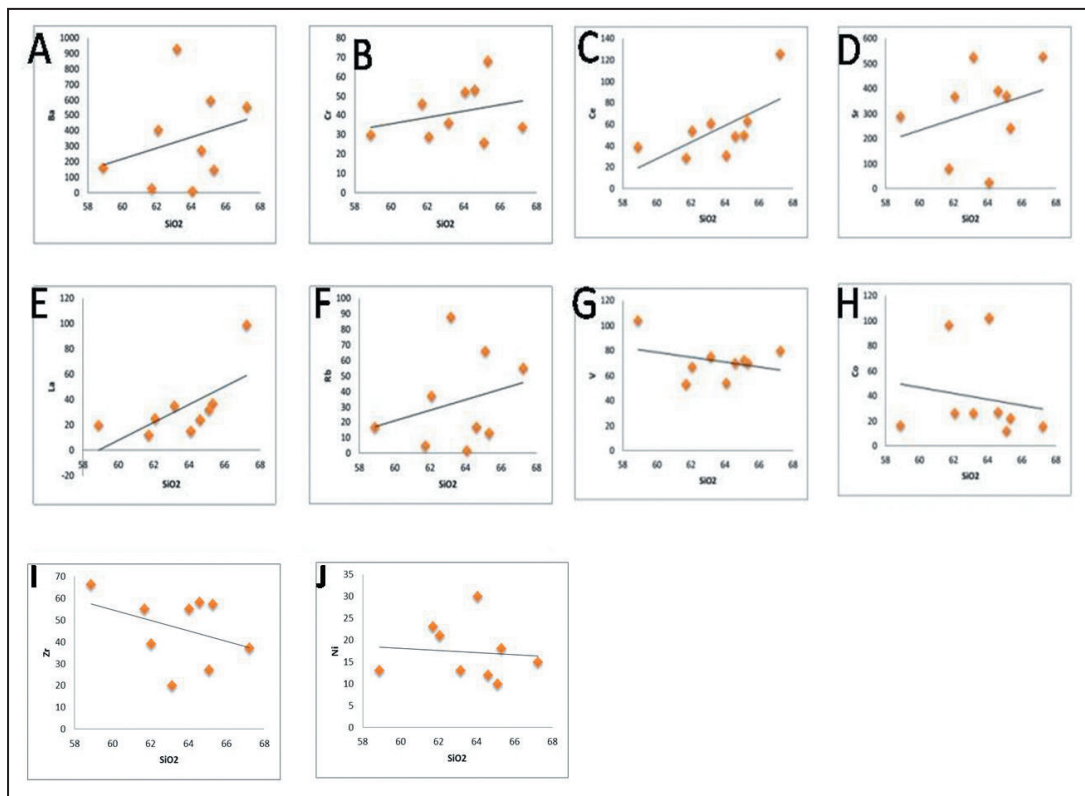 A
Ba
1000
900
800
700
600
500
400
300
200
100
0
58 60 62 64 66 68
SiO2
B
Cr
80
70
60
50
40
30
20
10
0
58 60 62 64 66 68
SiO2
C
Ce
140
120
100
80
60
40
20
0
58 60 62 64 66 68
SiO2
D
Sr
600
500
400
300
200
100
0
58 60 62 64 66 68
SiO2
E
La
120
100
80
60
40
20
0
-20
58 60 62 64 66 68
SiO2
F
Rb
100
90
80
70
60
50
40
30
20
10
0
58 60 62 64 66 68
SiO2
G
V
120
100
80
60
40
20
0
58 60 62 64 66 68
SiO2
H
Co
120
100
80
60
40
20
0
58 60 62 64 66 68
SiO2
I
Zr
70
60
50
40
30
20
10
0
58 60 62 64 66 68
SiO2
J
Ni
35
30
25
20
15
10
5
0
58 60 62 64 66 68
SiO2